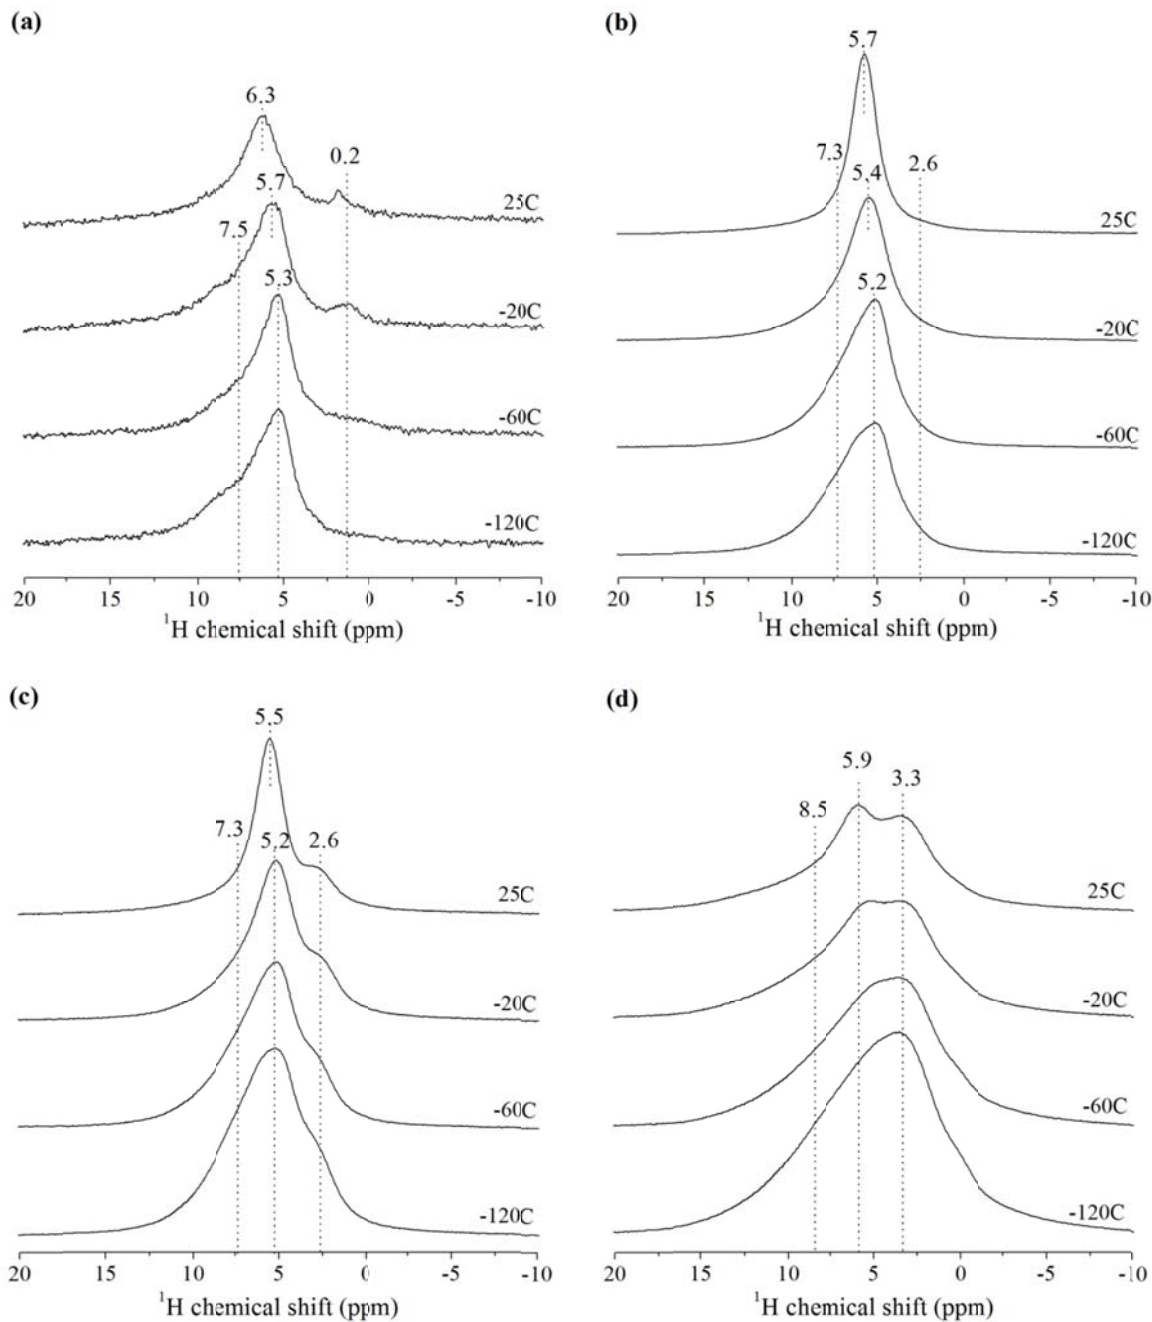 (a)
6.3
0.2
5.7
7.5
5.3
25C
-20C
-60C
-120C
20 15 10 5 0 -5 -10
¹H chemical shift (ppm)
(b)
5.7
7.3
5.4
2.6
5.2
25C
-20C
-60C
-120C
20 15 10 5 0 -5 -10
¹H chemical shift (ppm)
(c)
5.5
7.3
5.2
2.6
25C
-20C
-60C
-120C
20 15 10 5 0 -5 -10
¹H chemical shift (ppm)
(d)
5.9
3.3
8.5
25C
-20C
-60C
-120C
20 15 10 5 0 -5 -10
¹H chemical shift (ppm)